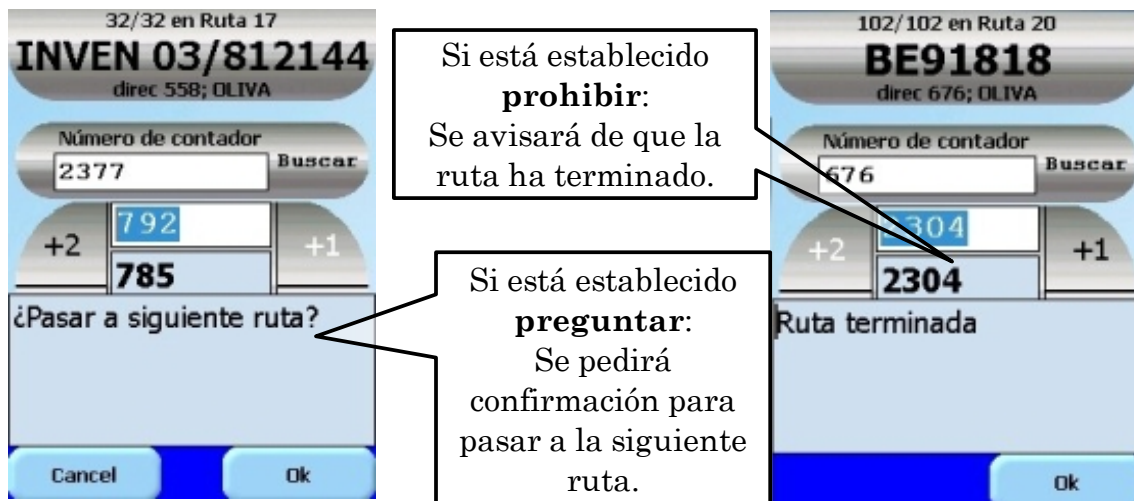 32/32 en Ruta 17
INVEN 03/812144
direc 558; OLIVA
Número de contador
2377
Buscar
+2
792
+1
785
¿Pasar a siguiente ruta?
Cancel
Ok
Si está establecido
prohibir:
Se avisará de que la
ruta ha terminado.
Si está establecido
preguntar:
Se pedirá
confirmación para
pasar a la siguiente
ruta.
102/102 en Ruta 20
BE91818
direc 676; OLIVA
Número de contador
676
Buscar
+2
2304
+1
2304
Ruta terminada
Ok